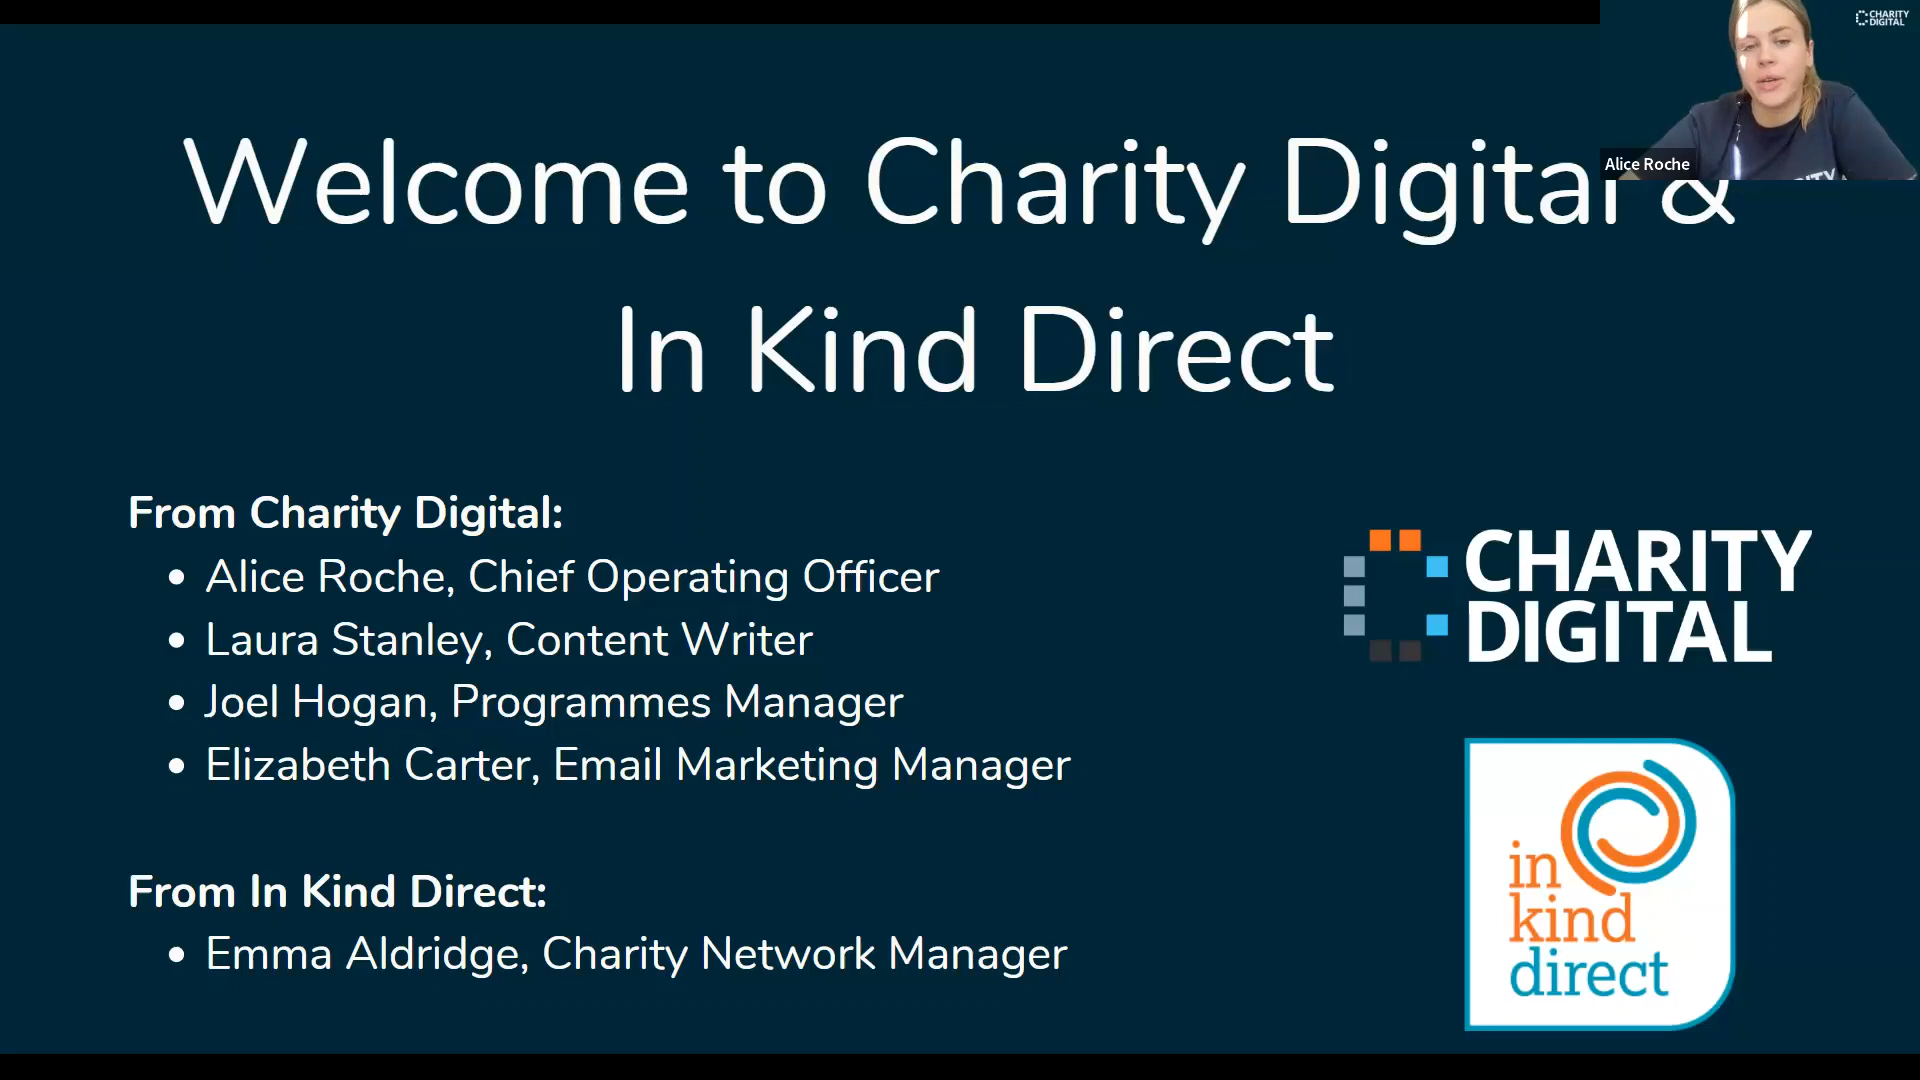 CHARITY
DIGITAL
Alice Roche
Welcome to Charity Digital &
In Kind Direct
From Charity Digital:
• Alice Roche, Chief Operating Officer
• Laura Stanley, Content Writer
• Joel Hogan, Programmes Manager
• Elizabeth Carter, Email Marketing Manager
CHARITY
DIGITAL
From In Kind Direct:
• Emma Aldridge, Charity Network Manager
in
kind
direct